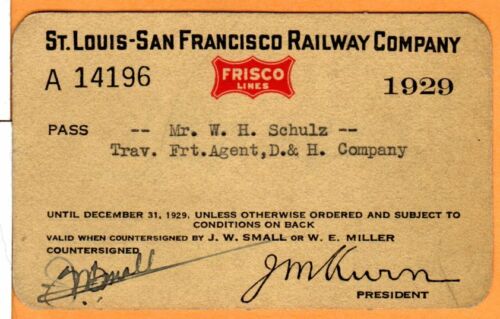 ST. LOUIS-SAN FRANCISCO RAILWAY COMPANY
A 14196
FRISCO
LINES
1929
PASS -- Mr. W. H. Schulz --
Trav. Frt.Agent,D.& H. Company
UNTIL DECEMBER 31, 1929, UNLESS OTHERWISE ORDERED AND SUBJECT TO
CONDITIONS ON BACK
VALID WHEN COUNTERSIGNED BY J. W. SMALL OR W. E. MILLER
COUNTERSIGNED
JWSmall
JMKurn
PRESIDENT